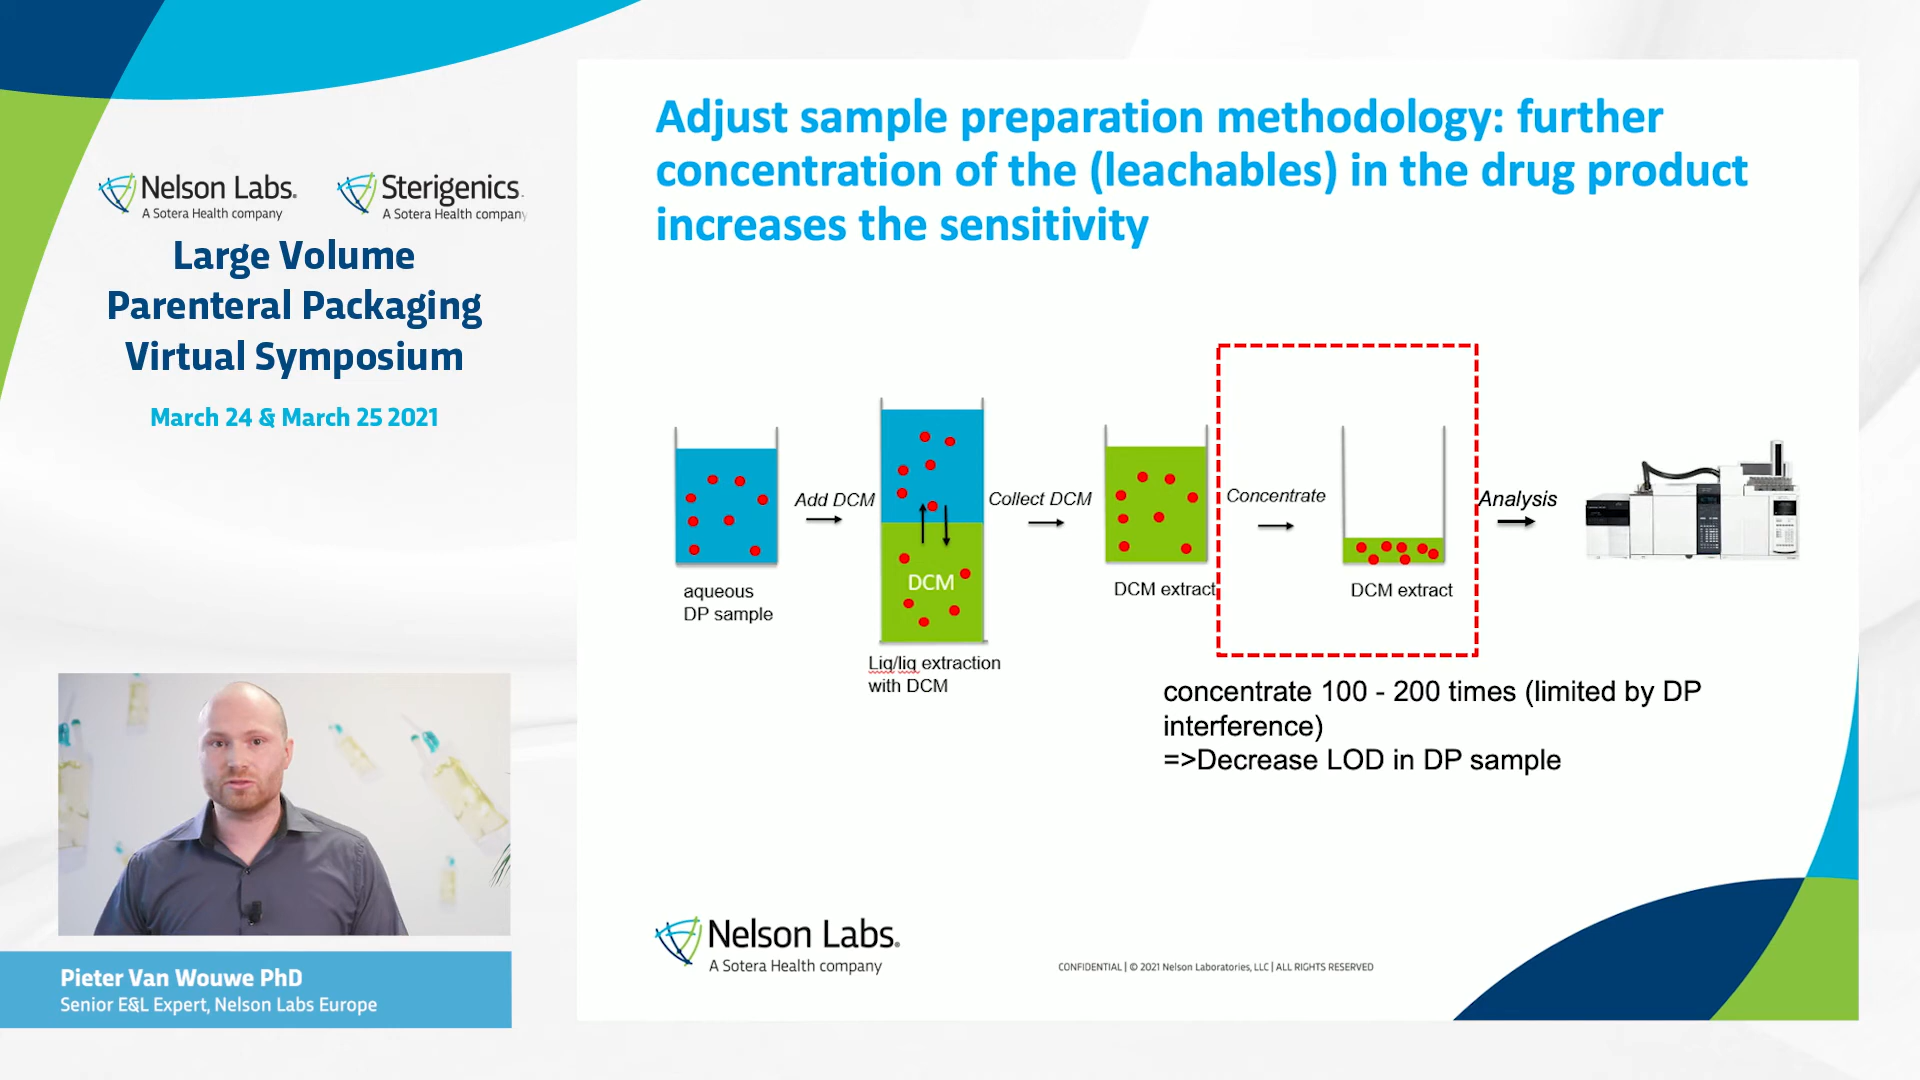 Nelson Labs.
A Sotera Health company
Sterigenics
A Sotera Health company
Large Volume
Parenteral Packaging
Virtual Symposium
March 24 & March 25 2021
Adjust sample preparation methodology: further
concentration of the (leachables) in the drug product
increases the sensitivity
aqueous
DP sample
Add DCM
DCM
Liq/liq extraction
with DCM
Collect DCM
DCM extract
Concentrate
DCM extract
Analysis
concentrate 100 - 200 times (limited by DP
interference)
=>Decrease LOD in DP sample
Nelson Labs®
A Sotera Health company
CONFIDENTIAL | © 2021 Nelson Laboratories, LLC | ALL RIGHTS RESERVED
Pieter Van Wouwe PhD
Senior E&L Expert, Nelson Labs Europe